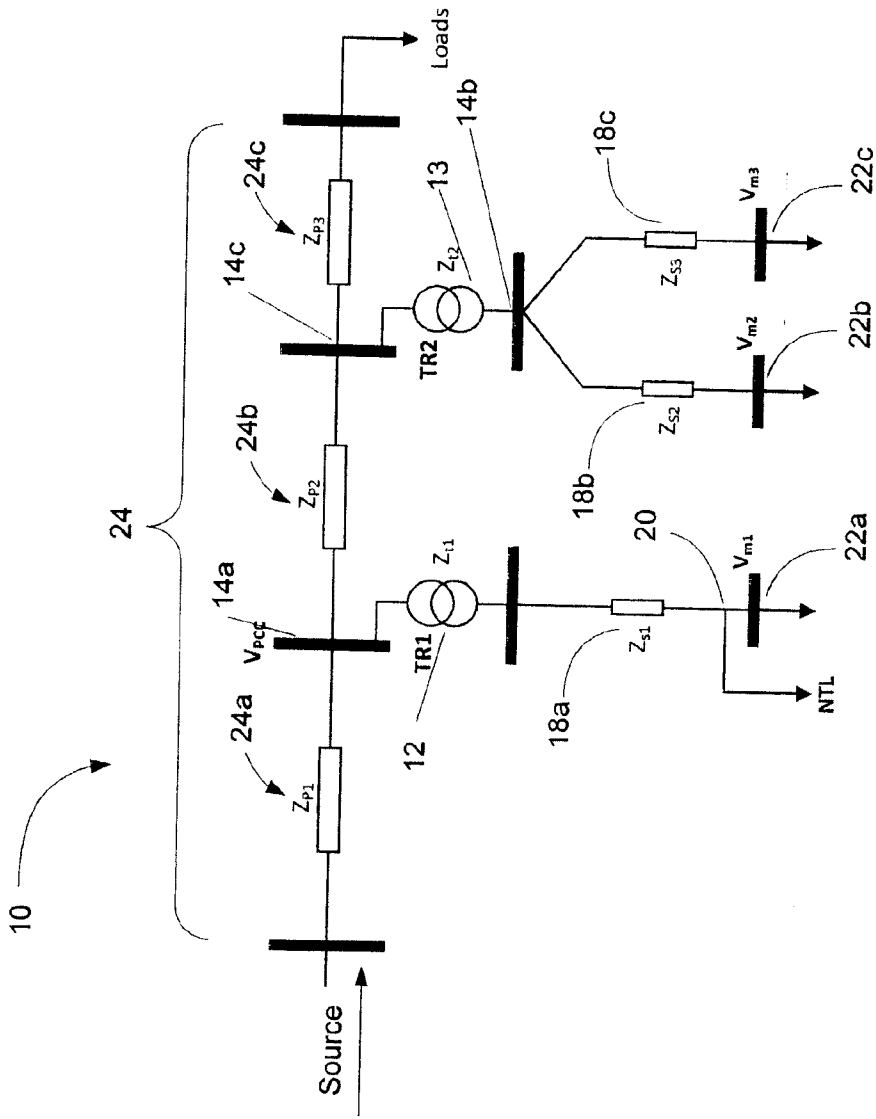 10
24
24a
14a
24b
14c
24c
Source
Z_P1
V_PCC
Z_P2
Z_P3
Loads
TR1
Z_t1
12
TR2
Z_t2
13
14b
18a
Z_s1
20
NTL
V_m1
22a
18b
Z_S2
V_m2
22b
18c
Z_S3
V_m3
22c